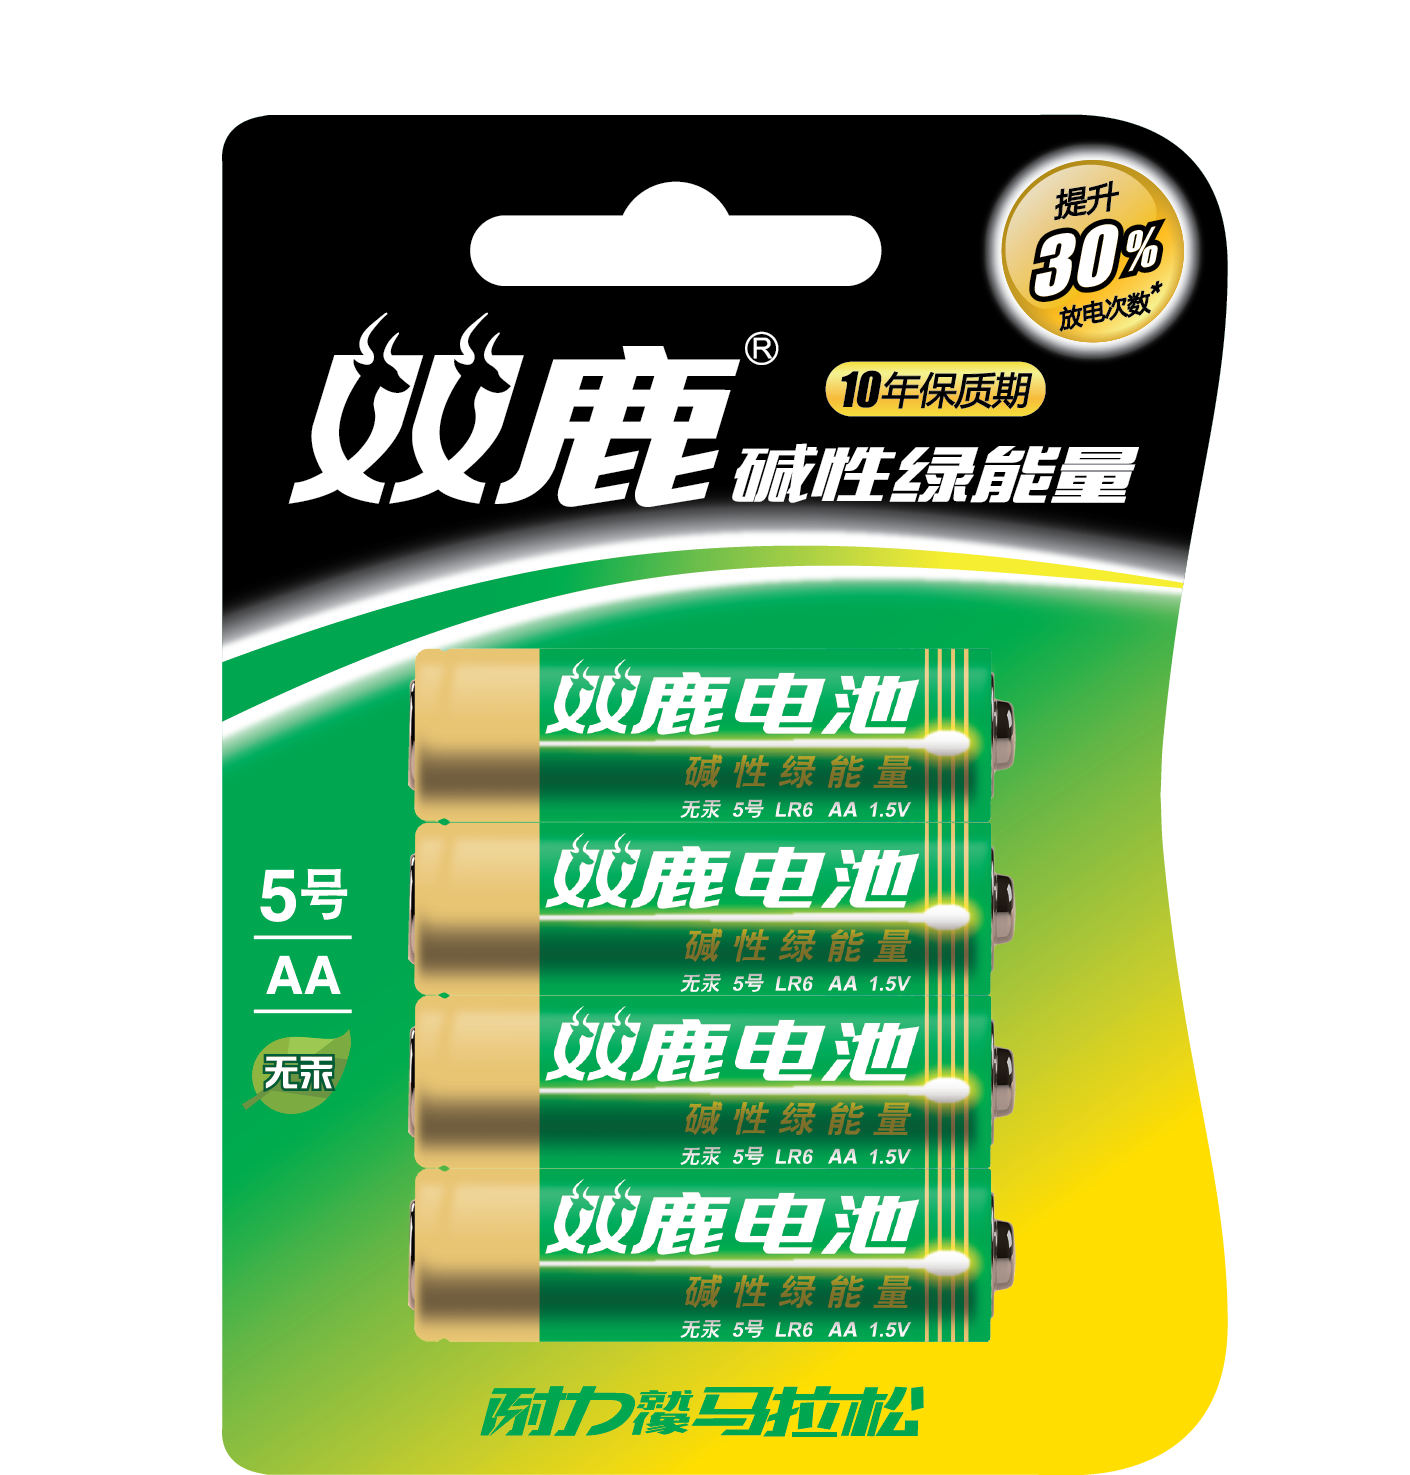 提升
30%
放电次数*
双鹿®
10年保质期
碱性绿能量
双鹿电池
碱性绿能量
无汞 5号 LR6 AA 1.5V
双鹿电池
碱性绿能量
无汞 5号 LR6 AA 1.5V
5号
AA
无汞
双鹿电池
碱性绿能量
无汞 5号 LR6 AA 1.5V
双鹿电池
碱性绿能量
无汞 5号 LR6 AA 1.5V
耐力就像马拉松